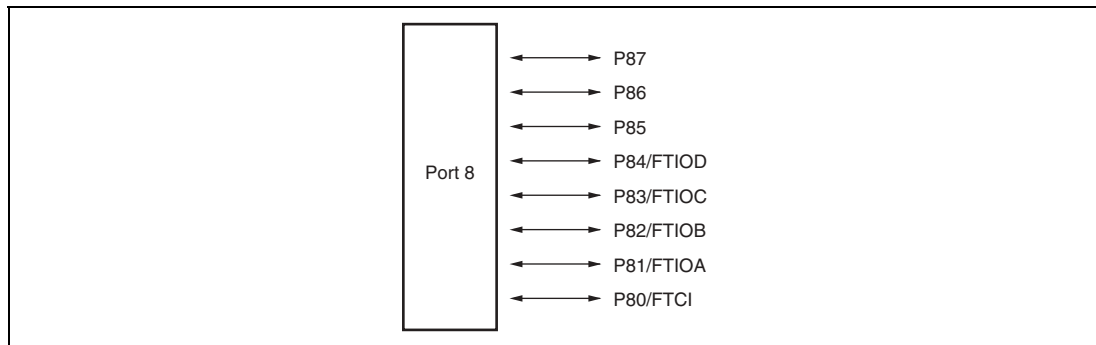 Port 8
P87
P86
P85
P84/FTIOD
P83/FTIOC
P82/FTIOB
P81/FTIOA
P80/FTCI